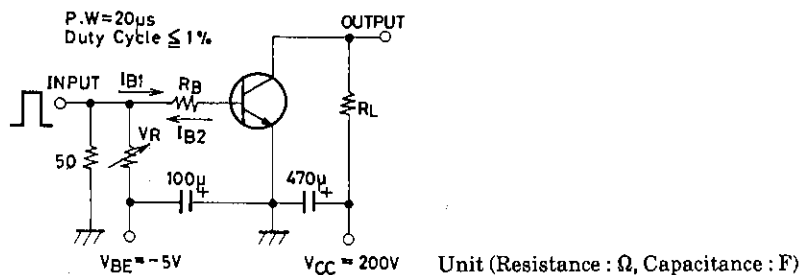 P.W=20μs
Duty Cycle ≦ 1%
OUTPUT
INPUT
IB1
RB
IB2
VR
RL
50
100μ
+
470μ
+
VBE=-5V
VCC=200V
Unit (Resistance : Ω, Capacitance : F)